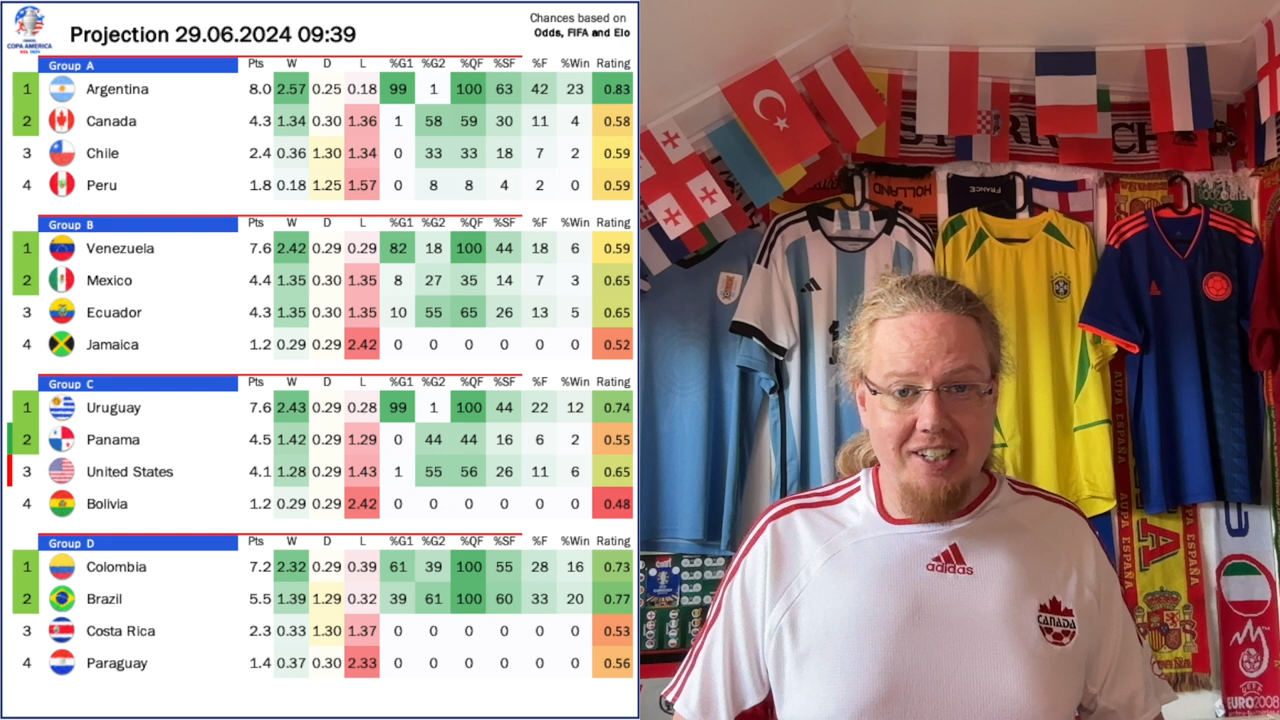 Projection 29.06.2024 09:39
Chances based on
Odds, FIFA and Elo
COPA AMERICA
Group A Pts W D L %G1 %G2 %QF %SF %F %Win Rating
1 Argentina 8.0 2.57 0.25 0.18 99 1 100 63 42 23 0.83
2 Canada 4.3 1.34 0.30 1.36 1 58 59 30 11 4 0.58
3 Chile 2.4 0.36 1.30 1.34 0 33 33 18 7 2 0.59
4 Peru 1.8 0.18 1.25 1.57 0 8 8 4 2 0 0.59
Group B Pts W D L %G1 %G2 %QF %SF %F %Win Rating
1 Venezuela 7.6 2.42 0.29 0.29 82 18 100 44 18 6 0.59
2 Mexico 4.4 1.35 0.30 1.35 8 27 35 14 7 3 0.65
3 Ecuador 4.3 1.35 0.30 1.35 10 55 65 26 13 5 0.65
4 Jamaica 1.2 0.29 0.29 2.42 0 0 0 0 0 0 0.52
Group C Pts W D L %G1 %G2 %QF %SF %F %Win Rating
1 Uruguay 7.6 2.43 0.29 0.28 99 1 100 44 22 12 0.74
2 Panama 4.5 1.42 0.29 1.29 0 44 44 16 6 2 0.55
3 United States 4.1 1.28 0.29 1.43 1 55 56 26 11 6 0.65
4 Bolivia 1.2 0.29 0.29 2.42 0 0 0 0 0 0 0.48
Group D Pts W D L %G1 %G2 %QF %SF %F %Win Rating
1 Colombia 7.2 2.32 0.29 0.39 61 39 100 55 28 16 0.73
2 Brazil 5.5 1.39 1.29 0.32 39 61 100 60 33 20 0.77
3 Costa Rica 2.3 0.33 1.30 1.37 0 0 0 0 0 0 0.53
4 Paraguay 1.4 0.37 0.30 2.33 0 0 0 0 0 0 0.56
HOLLAND
FRANCE
adidas
CANADA
AUPA ESPAÑA
AUPA ESPAÑA
AUPA ESPAÑA
AUPA ESPAÑA
UEFA
EURO2008